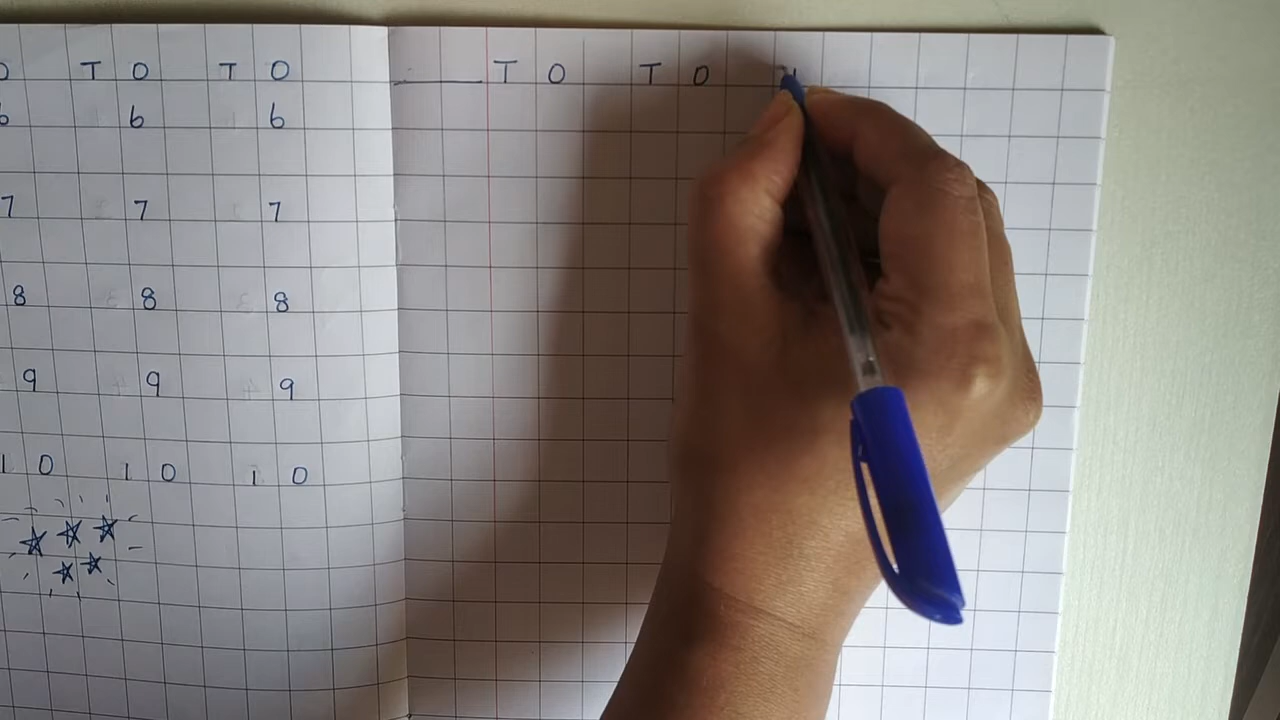 O T O T O
6 6 6
7 7 7
8 8 8
9 9 9
1 0 1 0 1 0
T O T O